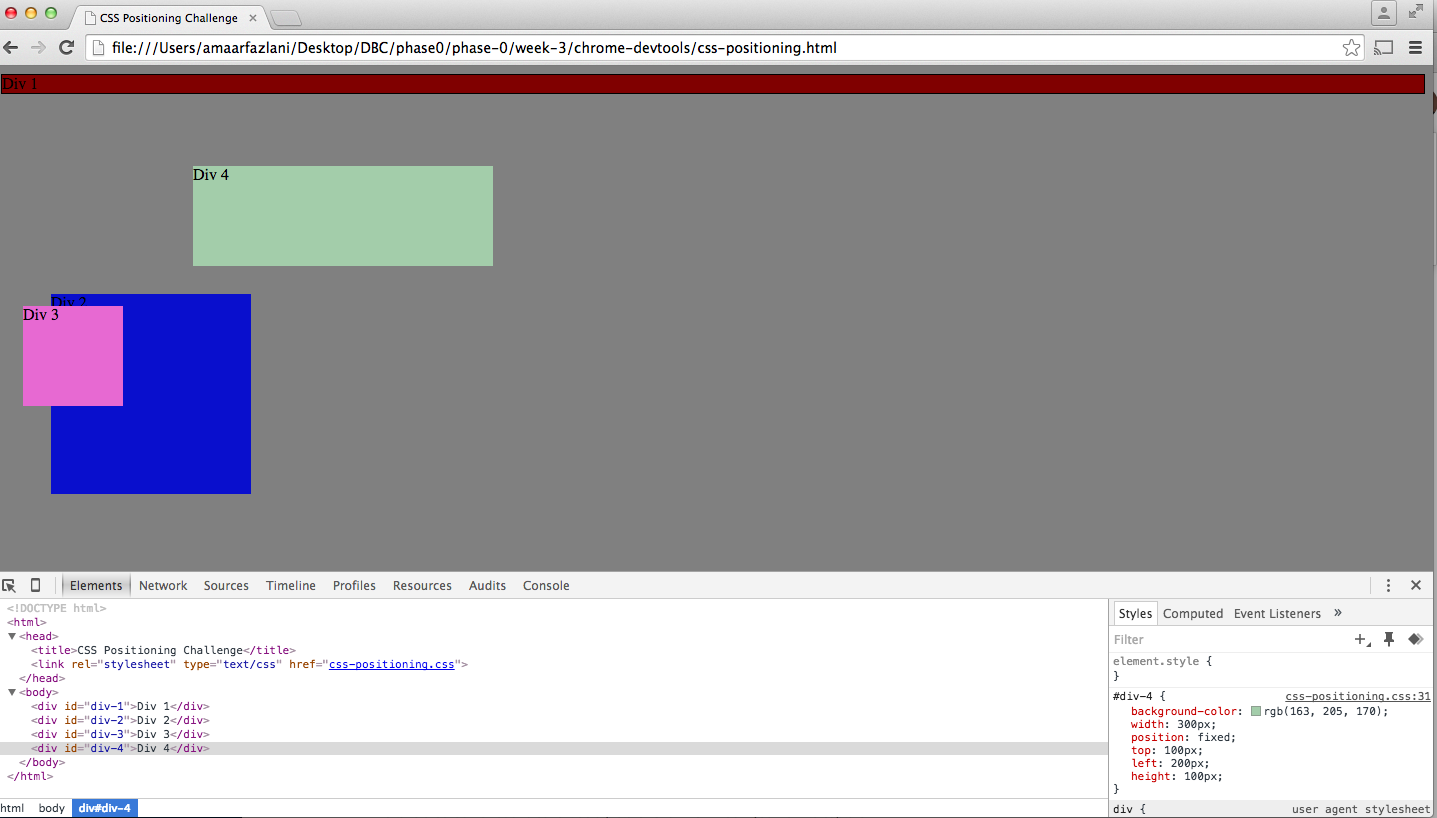 CSS Positioning Challenge
file:///Users/amaarfazlani/Desktop/DBC/phase0/phase-0/week-3/chrome-devtools/css-positioning.html
Div 1
Div 4
Div 2
Div 3
Elements Network Sources Timeline Profiles Resources Audits Console
<!DOCTYPE html>
<html>
<head>
<title>CSS Positioning Challenge</title>
<link rel="stylesheet" type="text/css" href="css-positioning.css">
</head>
<body>
<div id="div-1">Div 1</div>
<div id="div-2">Div 2</div>
<div id="div-3">Div 3</div>
<div id="div-4">Div 4</div>
</body>
</html>
html body div#div-4
Styles Computed Event Listeners »
Filter
element.style {
}
#div-4 { css-positioning.css:31
background-color: rgb(163, 205, 170);
width: 300px;
position: fixed;
top: 100px;
left: 200px;
height: 100px;
}
div { user agent stylesheet